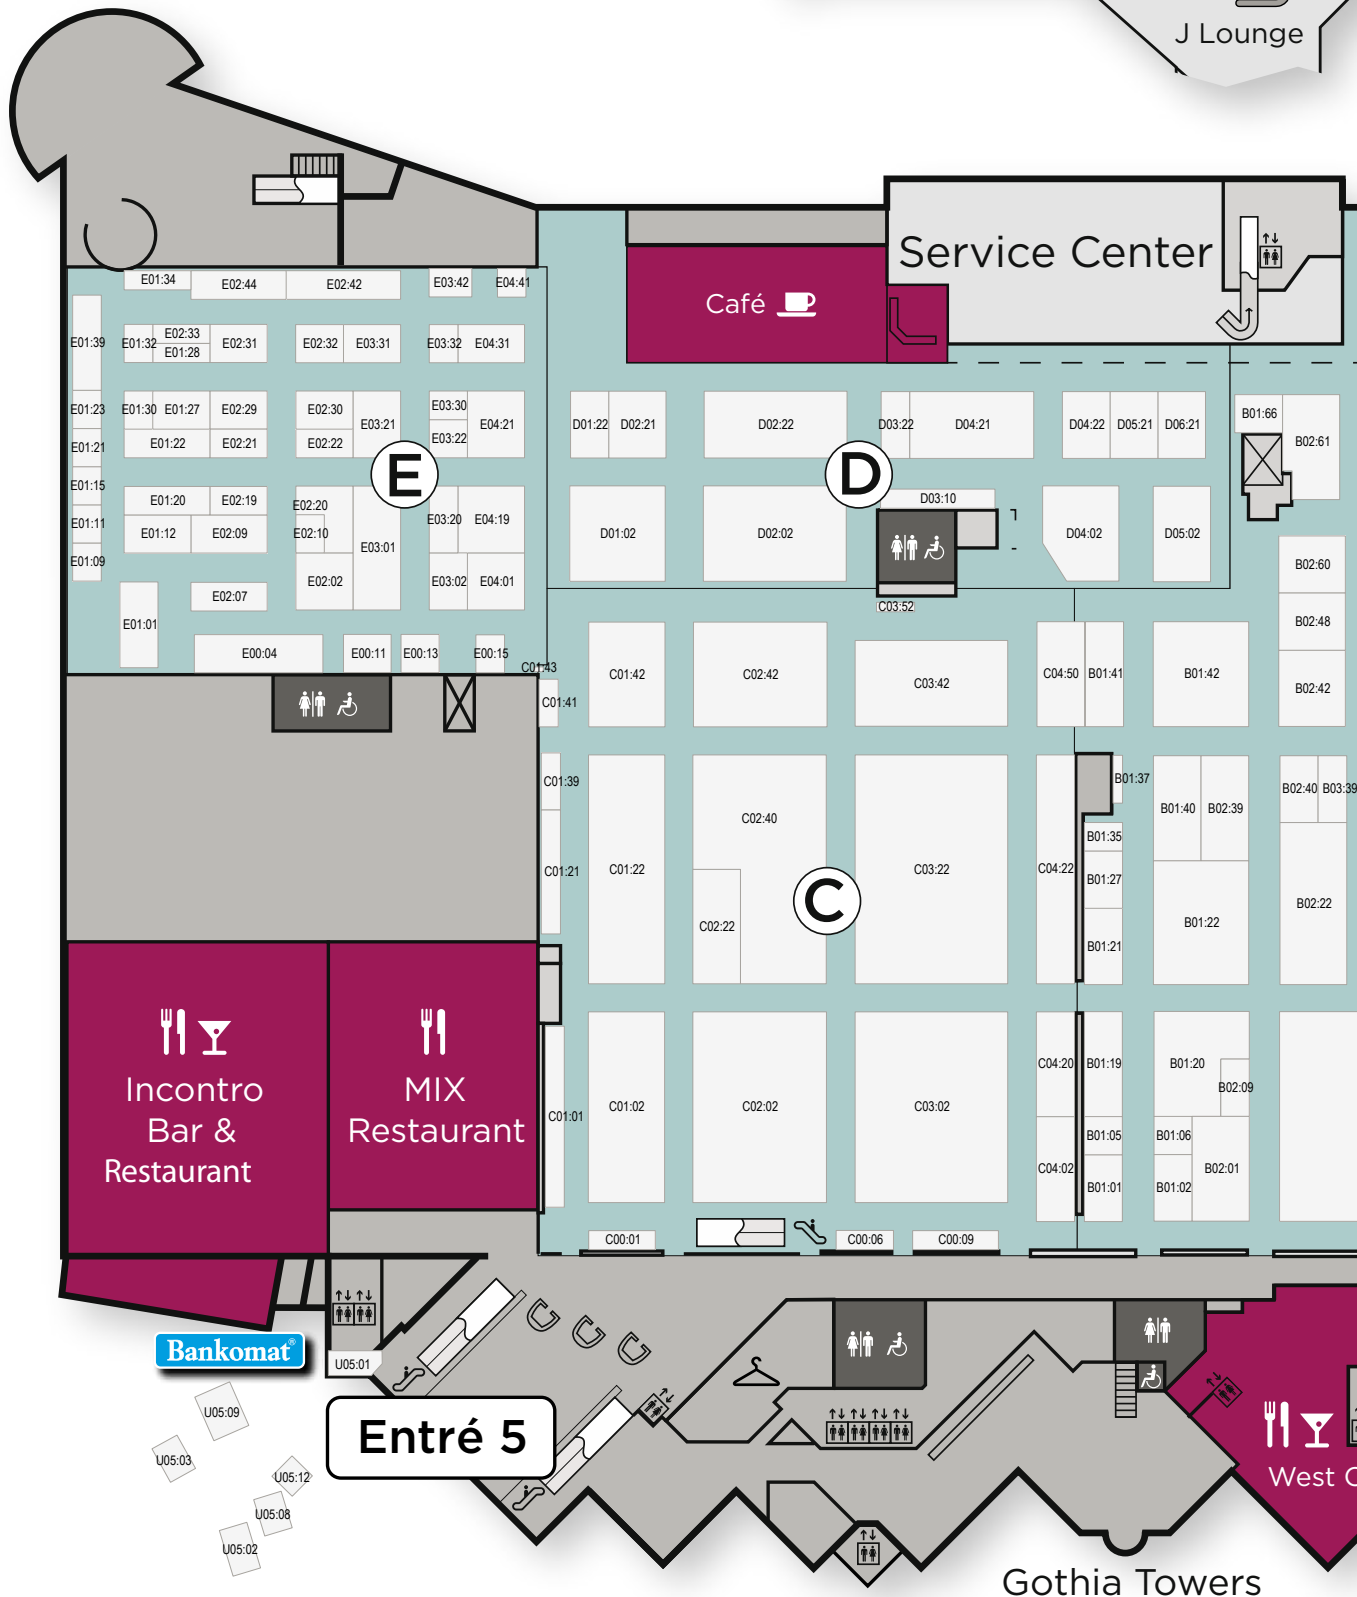 J Lounge
Service Center
Café
E01:34
E02:44
E02:42
E03:42
E04:41
E01:39
E01:32
E02:33
E01:28
E02:31
E02:32
E03:31
E03:32
E04:31
E01:23
E01:30
E01:27
E02:29
E02:30
E03:21
E03:30
E04:21
E01:21
E01:22
E02:21
E02:22
E03:22
E
D01:22
D02:21
D02:22
D03:22
D04:21
D04:22
D05:21
D06:21
B01:66
B02:61
D
E01:15
E01:20
E02:19
E02:20
E01:11
E01:12
E02:09
E02:10
E03:01
E03:20
E04:19
E01:09
E02:02
E03:02
E04:01
E02:07
E01:01
D01:02
D02:02
D03:10
D04:02
D05:02
C03:52
B02:60
B02:48
B02:42
E00:04
E00:11
E00:13
E00:15
C01:43
C01:41
C01:42
C02:42
C03:42
C04:50
B01:41
B01:42
C01:39
C01:21
C01:22
C02:40
C02:22
C
C03:22
C04:22
B01:37
B01:35
B01:27
B01:21
B01:40
B02:39
B01:22
B02:40
B03:39
B02:22
Incontro
Bar &
Restaurant
MIX
Restaurant
C01:01
C01:02
C02:02
C03:02
C04:20
C04:02
B01:19
B01:05
B01:01
B01:20
B02:09
B01:06
B01:02
B02:01
C00:01
C00:06
C00:09
Bankomat®
U05:01
U05:09
U05:03
U05:12
U05:08
U05:02
Entré 5
West C
Gothia Towers